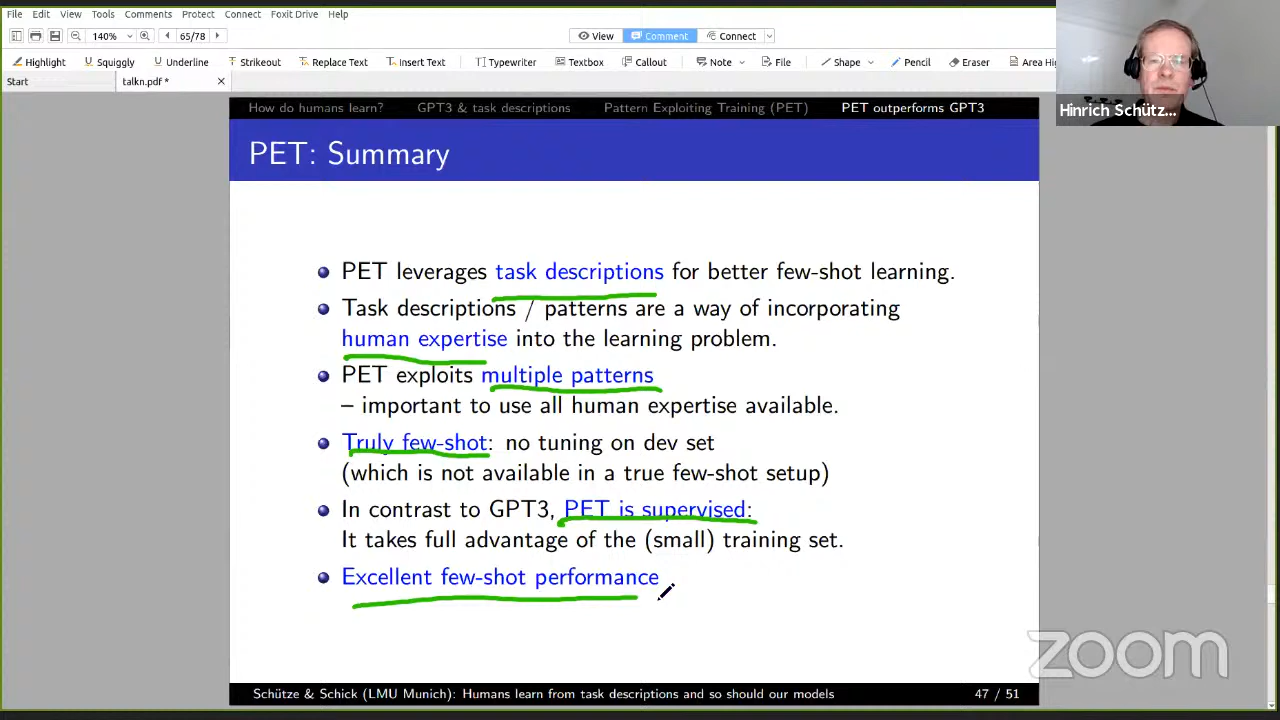 File Edit View Tools Comments Protect Connect Foxit Drive Help
140% 65/78 View Comment Connect
Highlight Squiggly Underline Strikeout Replace Text Insert Text Typewriter Textbox Callout Note File Shape Pencil Eraser Area Hig
Start talkn.pdf *
Hinrich Schütz...
How do humans learn? GPT3 & task descriptions Pattern Exploiting Training (PET) PET outperforms GPT3
PET: Summary
PET leverages task descriptions for better few-shot learning.
Task descriptions / patterns are a way of incorporating
human expertise into the learning problem.
PET exploits multiple patterns
– important to use all human expertise available.
Truly few-shot: no tuning on dev set
(which is not available in a true few-shot setup)
In contrast to GPT3, PET is supervised:
It takes full advantage of the (small) training set.
Excellent few-shot performance
zoom
Schütze & Schick (LMU Munich): Humans learn from task descriptions and so should our models 47 / 51